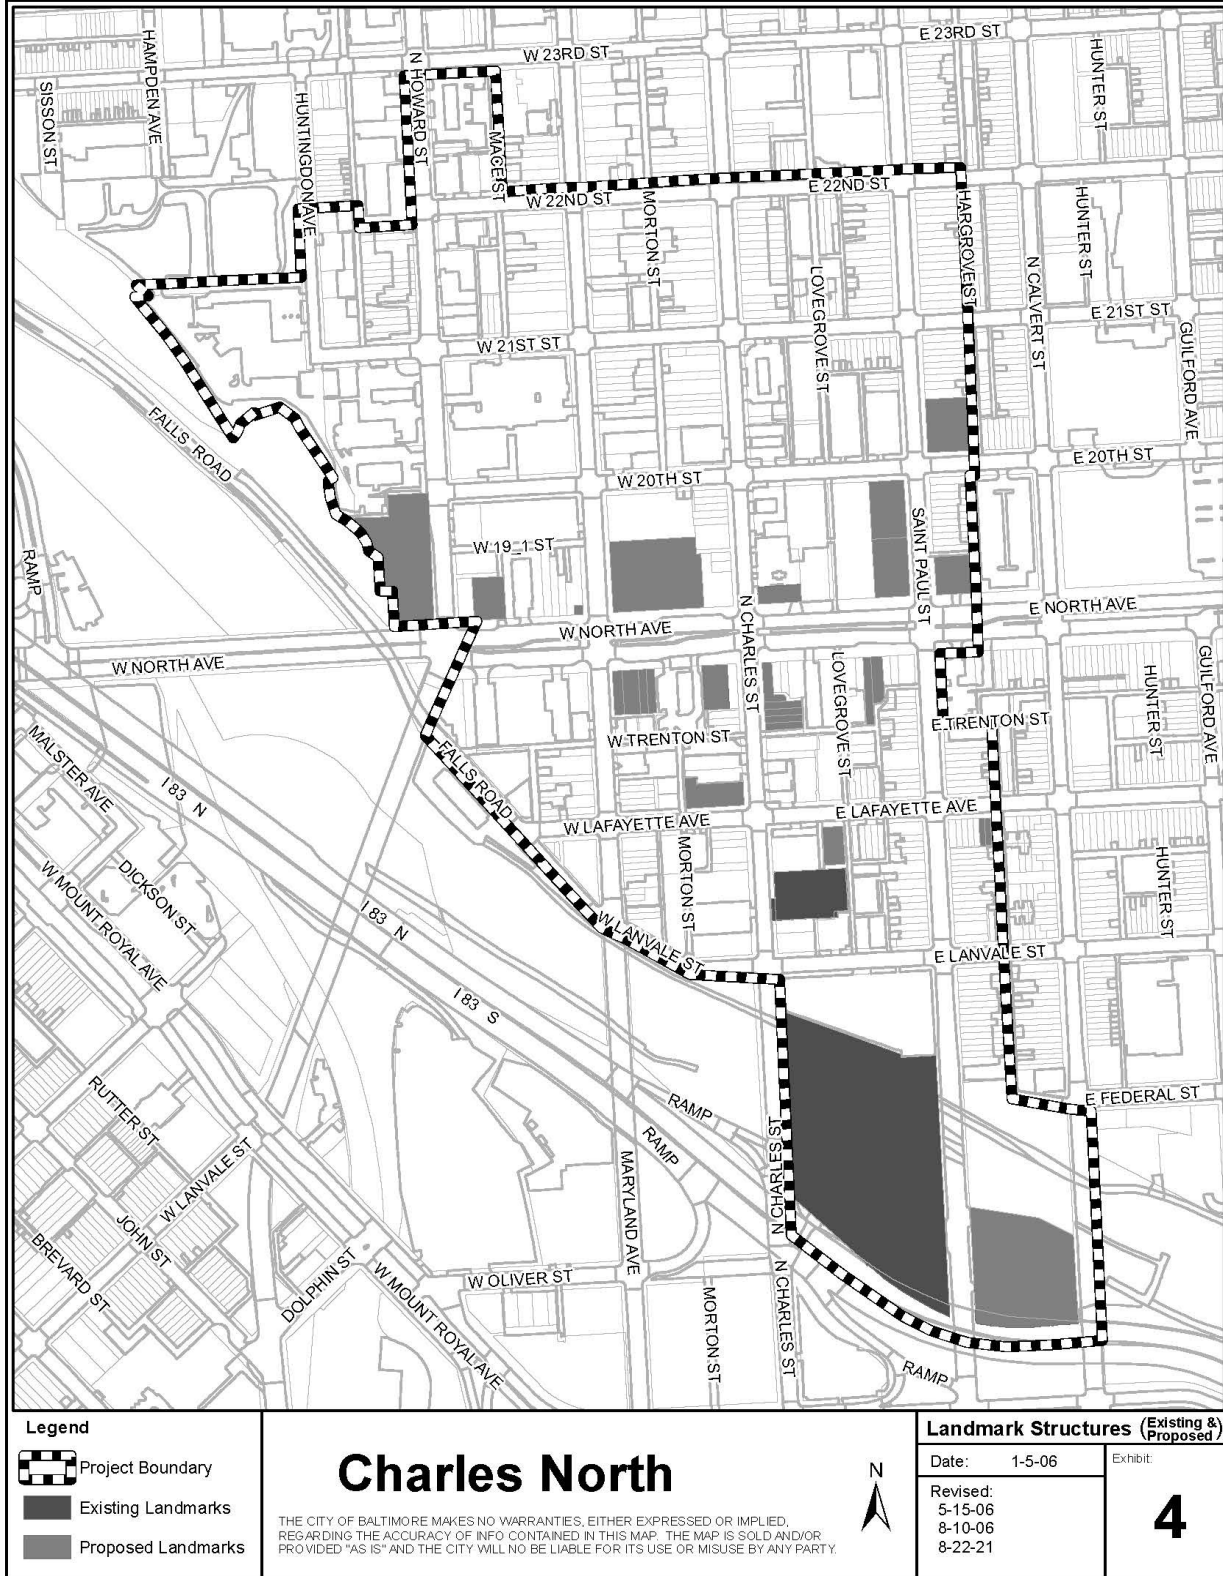 E 23RD ST
W 23RD ST
HAMPDEN AVE
SISSON ST
HUNTINGDON AVE
N HOWARD ST
MACE ST
HUNTER ST
W 22ND ST
E 22ND ST
MORTON ST
HARGROVE ST
HUNTER ST
LOVEGROVE ST
N CALVERT ST
E 21ST ST
W 21ST ST
GUILFORD AVE
FALLS ROAD
E 20TH ST
W 20TH ST
W 19_1 ST
SAINT PAUL ST
RAMP
E NORTH AVE
N CHARLES ST
W NORTH AVE
W NORTH AVE
LOVEGROVE ST
HUNTER ST
GUILFORD AVE
E TRENTON ST
W TRENTON ST
MALSTER AVE
I 83 N
FALLS ROAD
E LAFAYETTE AVE
W LAFAYETTE AVE
MORTON ST
HUNTER ST
DICKSON ST
W MOUNT ROYAL AVE
I 83 N
W LANVALE ST
E LANVALE ST
I 83 S
E FEDERAL ST
RUTTER ST
RAMP
RAMP
N CHARLES ST
W LANVALE ST
MARYLAND AVE
JOHN ST
BREVARD ST
DOLPHIN ST
W MOUNT ROYAL AVE
W OLIVER ST
MORTON ST
N CHARLES ST
RAMP
Legend
Project Boundary
Existing Landmarks
Proposed Landmarks
Charles North
THE CITY OF BALTIMORE MAKES NO WARRANTIES, EITHER EXPRESSED OR IMPLIED,
REGARDING THE ACCURACY OF INFO CONTAINED IN THIS MAP. THE MAP IS SOLD AND/OR
PROVIDED "AS IS" AND THE CITY WILL NO BE LIABLE FOR ITS USE OR MISUSE BY ANY PARTY.
N
Landmark Structures (Existing &
Proposed)
Date: 1-5-06
Revised:
5-15-06
8-10-06
8-22-21
Exhibit:
4